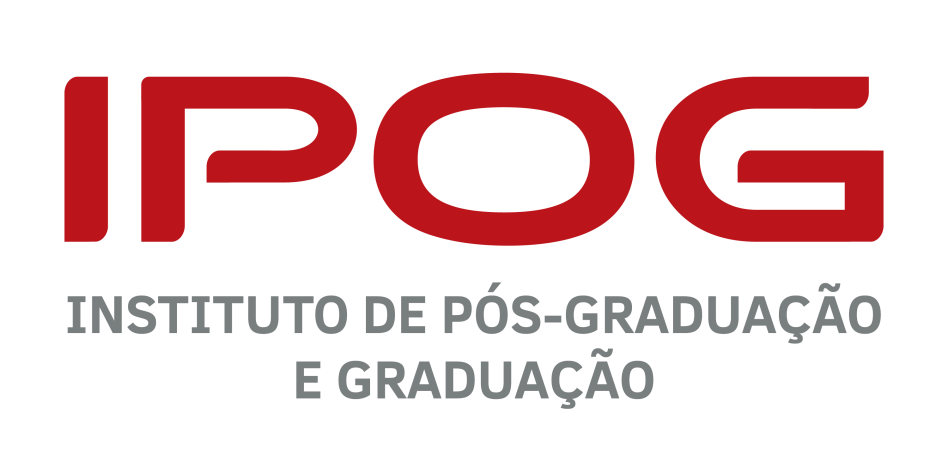 IPOG
INSTITUTO DE PÓS-GRADUAÇÃO
E GRADUAÇÃO